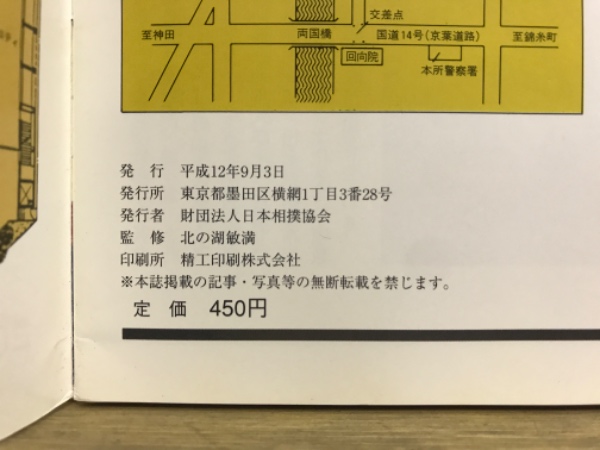 交差点
至神田
両国橋
国道14号(京葉道路)
至錦糸町
回向院
本所警察署
発 行 平成12年9月3日
発行所 東京都墨田区横網1丁目3番28号
発行者 財団法人日本相撲協会
監 修 北の湖敏満
印刷所 精工印刷株式会社
※本誌掲載の記事・写真等の無断転載を禁じます。
定 価 450円